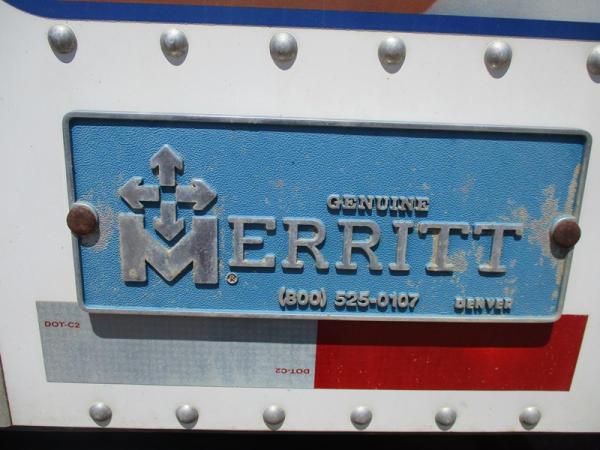 GENUINE
MERRITT®
(800) 525-0107 DENVER
DOT-C2
DOT-C2